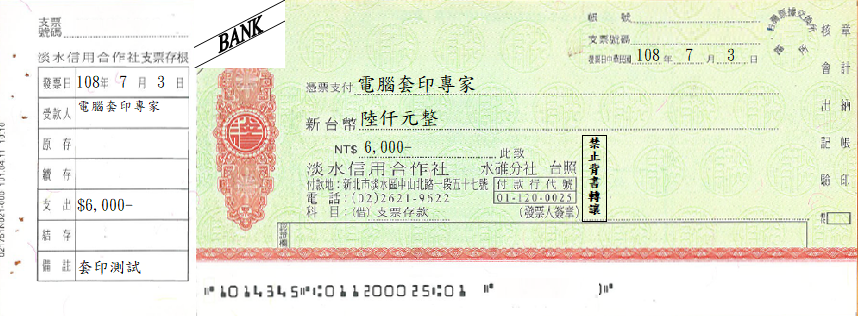 支票
號碼
淡水信用合作社支票存根
發票日 108年 7 月 3 日
受款人 電腦套印專家
原存
續存
支出 $6,000-
結存
備註 套印測試
BANK
帳 號
支票號碼
發票日中華民國 108 年 7 月 3 日
憑票支付 電腦套印專家
新台幣 陸仟元整
NT$ 6,000- 此致
淡水信用合作社 水碓分社 台照
付款地:新北市淡水區中山北路一段五十七號
付款行代號
電話:(02)2621-9522
01-120-0025
科目:(借)支票存款 (發票人簽章)
禁止背書轉讓
核章
會計
出納
記帳
驗印
1014345 011200025 01